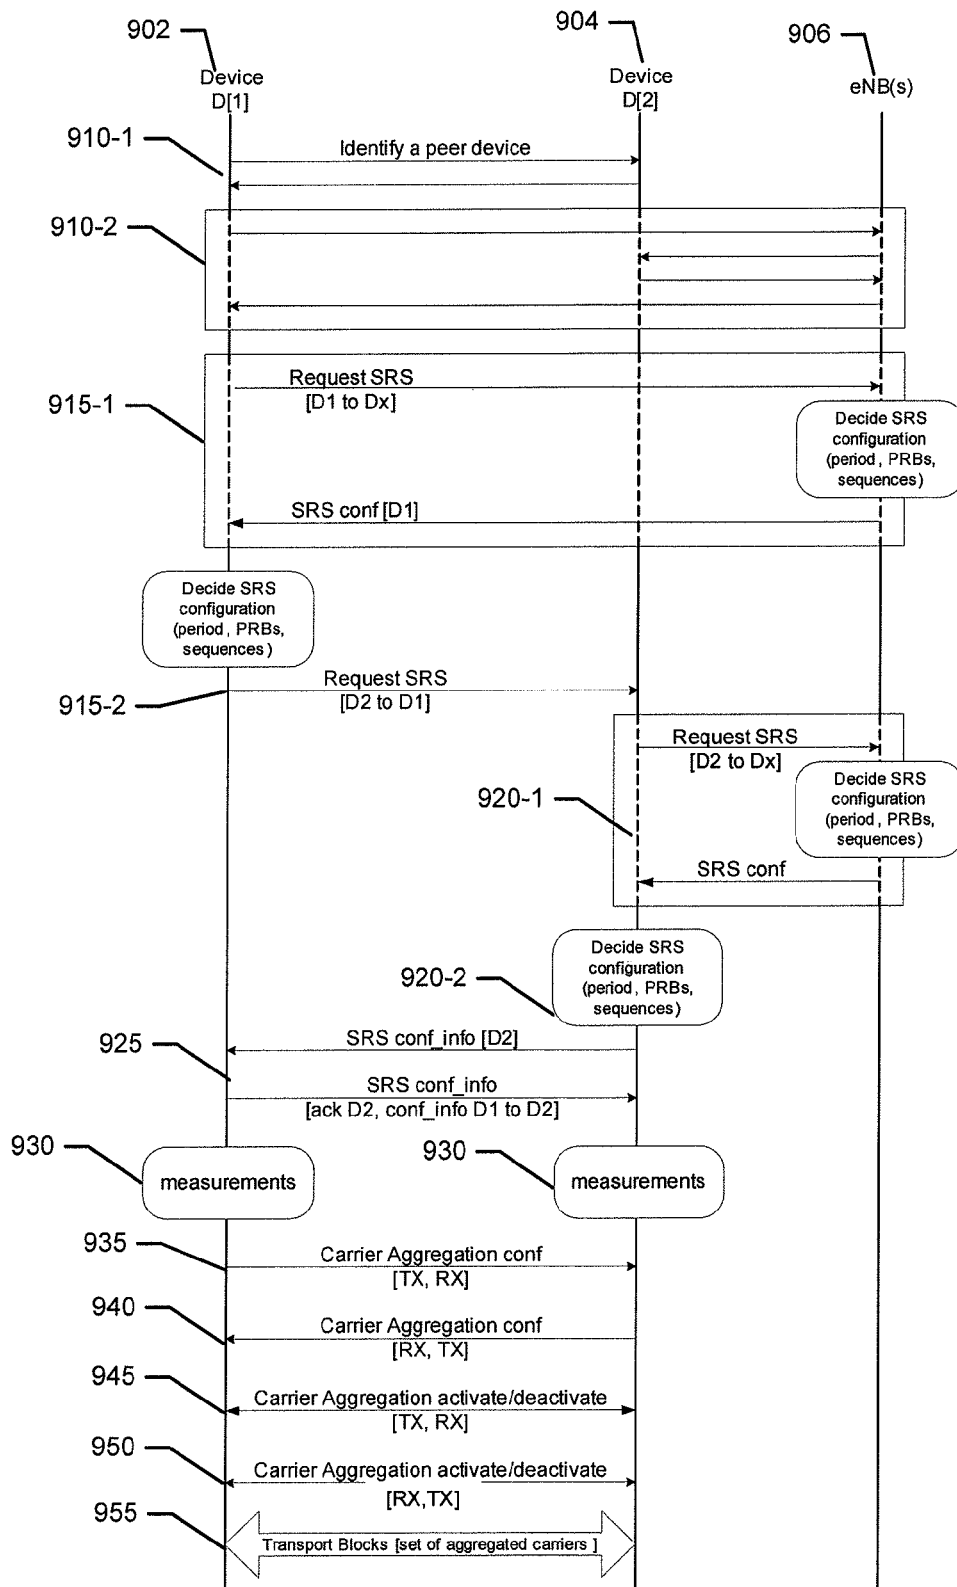 902
904
906
Device
D[1]
Device
D[2]
eNB(s)
910-1
Identify a peer device
910-2
915-1
Request SRS
[D1 to Dx]
Decide SRS
configuration
(period, PRBs,
sequences)
SRS conf [D1]
Decide SRS
configuration
(period, PRBs,
sequences)
915-2
Request SRS
[D2 to D1]
Request SRS
[D2 to Dx]
920-1
Decide SRS
configuration
(period, PRBs,
sequences)
SRS conf
920-2
Decide SRS
configuration
(period, PRBs,
sequences)
925
SRS conf_info [D2]
SRS conf_info
[ack D2, conf_info D1 to D2]
930
measurements
930
measurements
935
Carrier Aggregation conf
[TX, RX]
940
Carrier Aggregation conf
[RX, TX]
945
Carrier Aggregation activate/deactivate
[TX, RX]
950
Carrier Aggregation activate/deactivate
[RX,TX]
955
Transport Blocks [set of aggregated carriers]